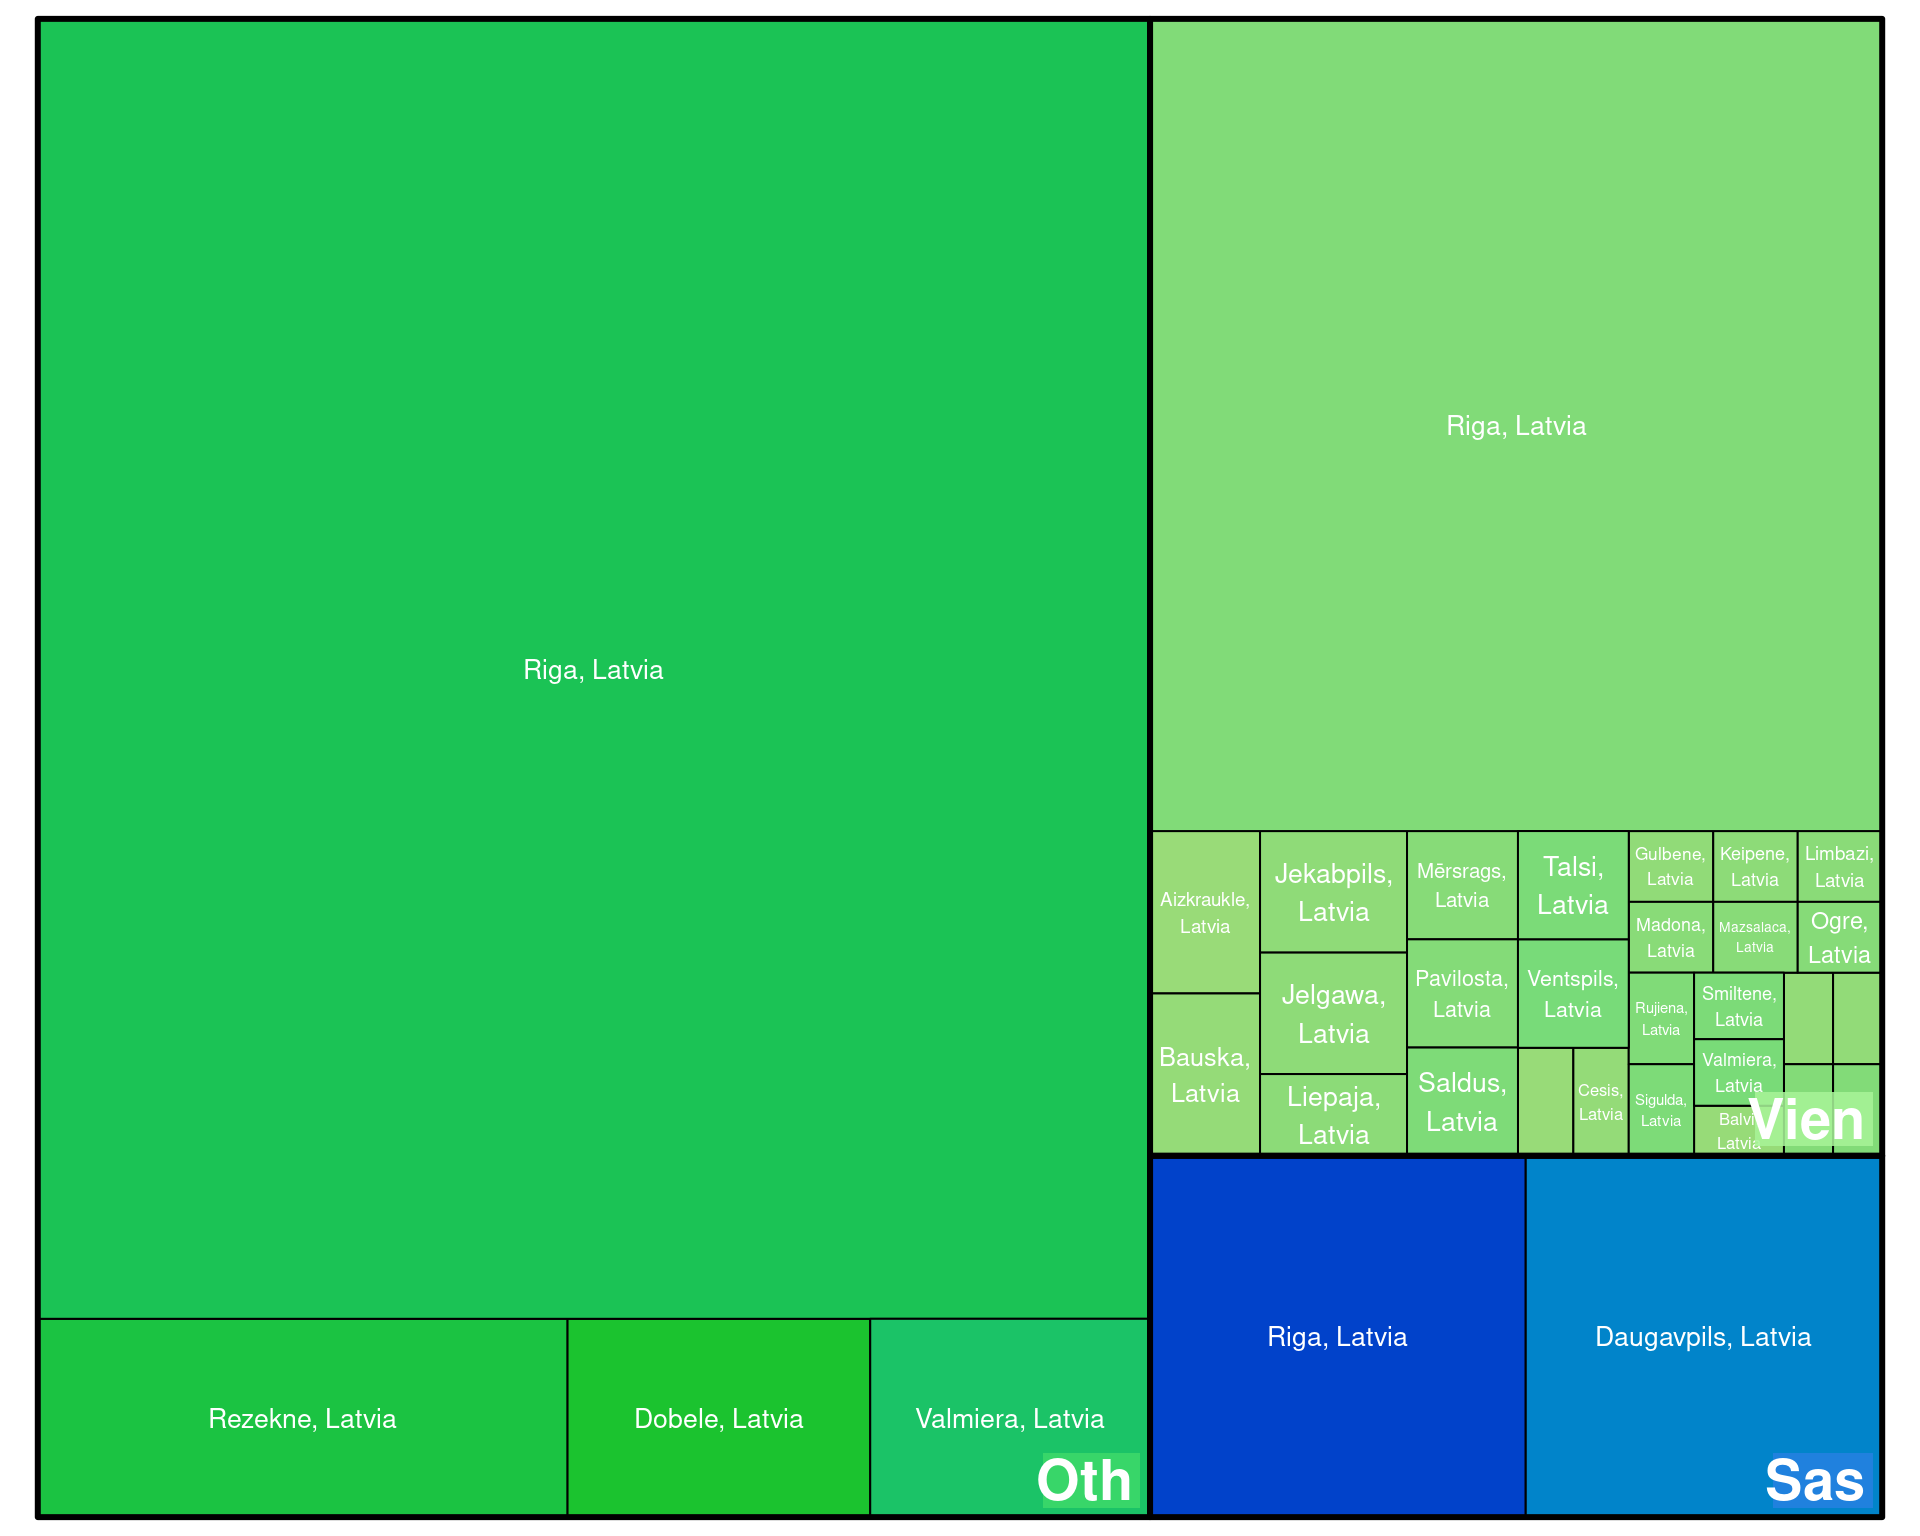 Riga, Latvia
Rezekne, Latvia
Dobele, Latvia
Valmiera, Latvia
Oth
Riga, Latvia
Aizkraukle,
Latvia
Bauska,
Latvia
Jekabpils,
Latvia
Jelgawa,
Latvia
Liepaja,
Latvia
Mērsrags,
Latvia
Pavilosta,
Latvia
Saldus,
Latvia
Talsi,
Latvia
Ventspils,
Latvia
Cesis,
Latvia
Gulbene,
Latvia
Keipene,
Latvia
Limbazi,
Latvia
Madona,
Latvia
Mazsalaca,
Latvia
Ogre,
Latvia
Rujiena,
Latvia
Sigulda,
Latvia
Smiltene,
Latvia
Valmiera,
Latvia
Latvia
Vien
Riga, Latvia
Daugavpils, Latvia
Sas